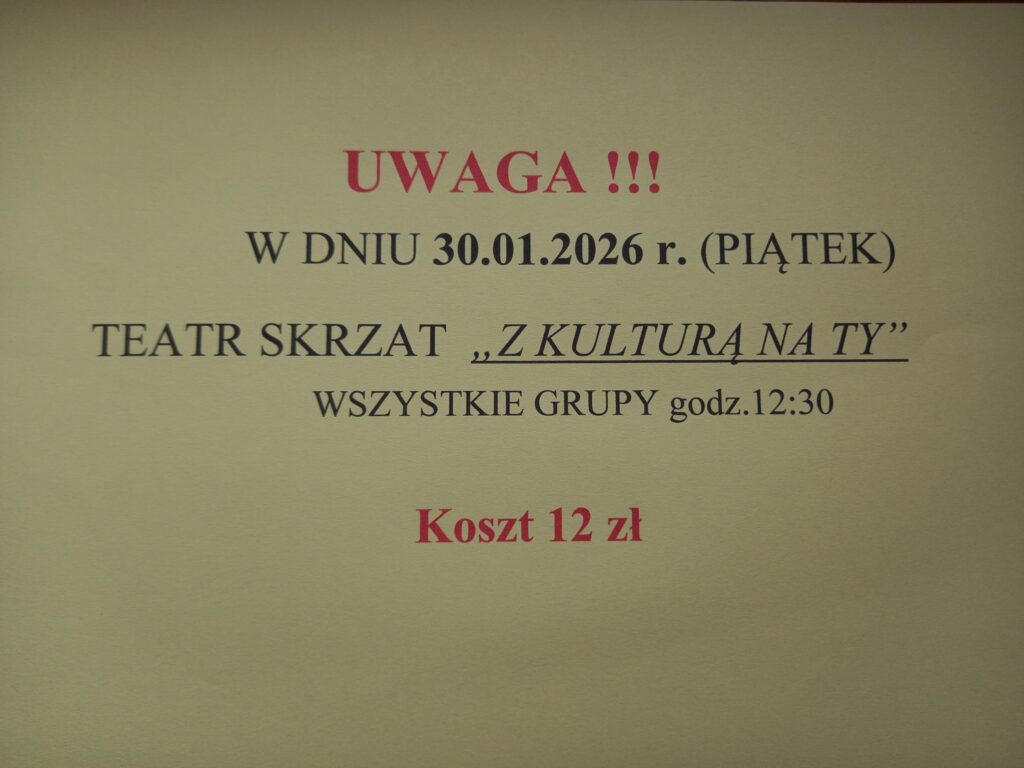 UWAGA !!!
W DNIU 30.01.2026 r. (PIĄTEK)
TEATR SKRZAT „Z KULTURĄ NA TY”
WSZYSTKIE GRUPY godz.12:30
Koszt 12 zł